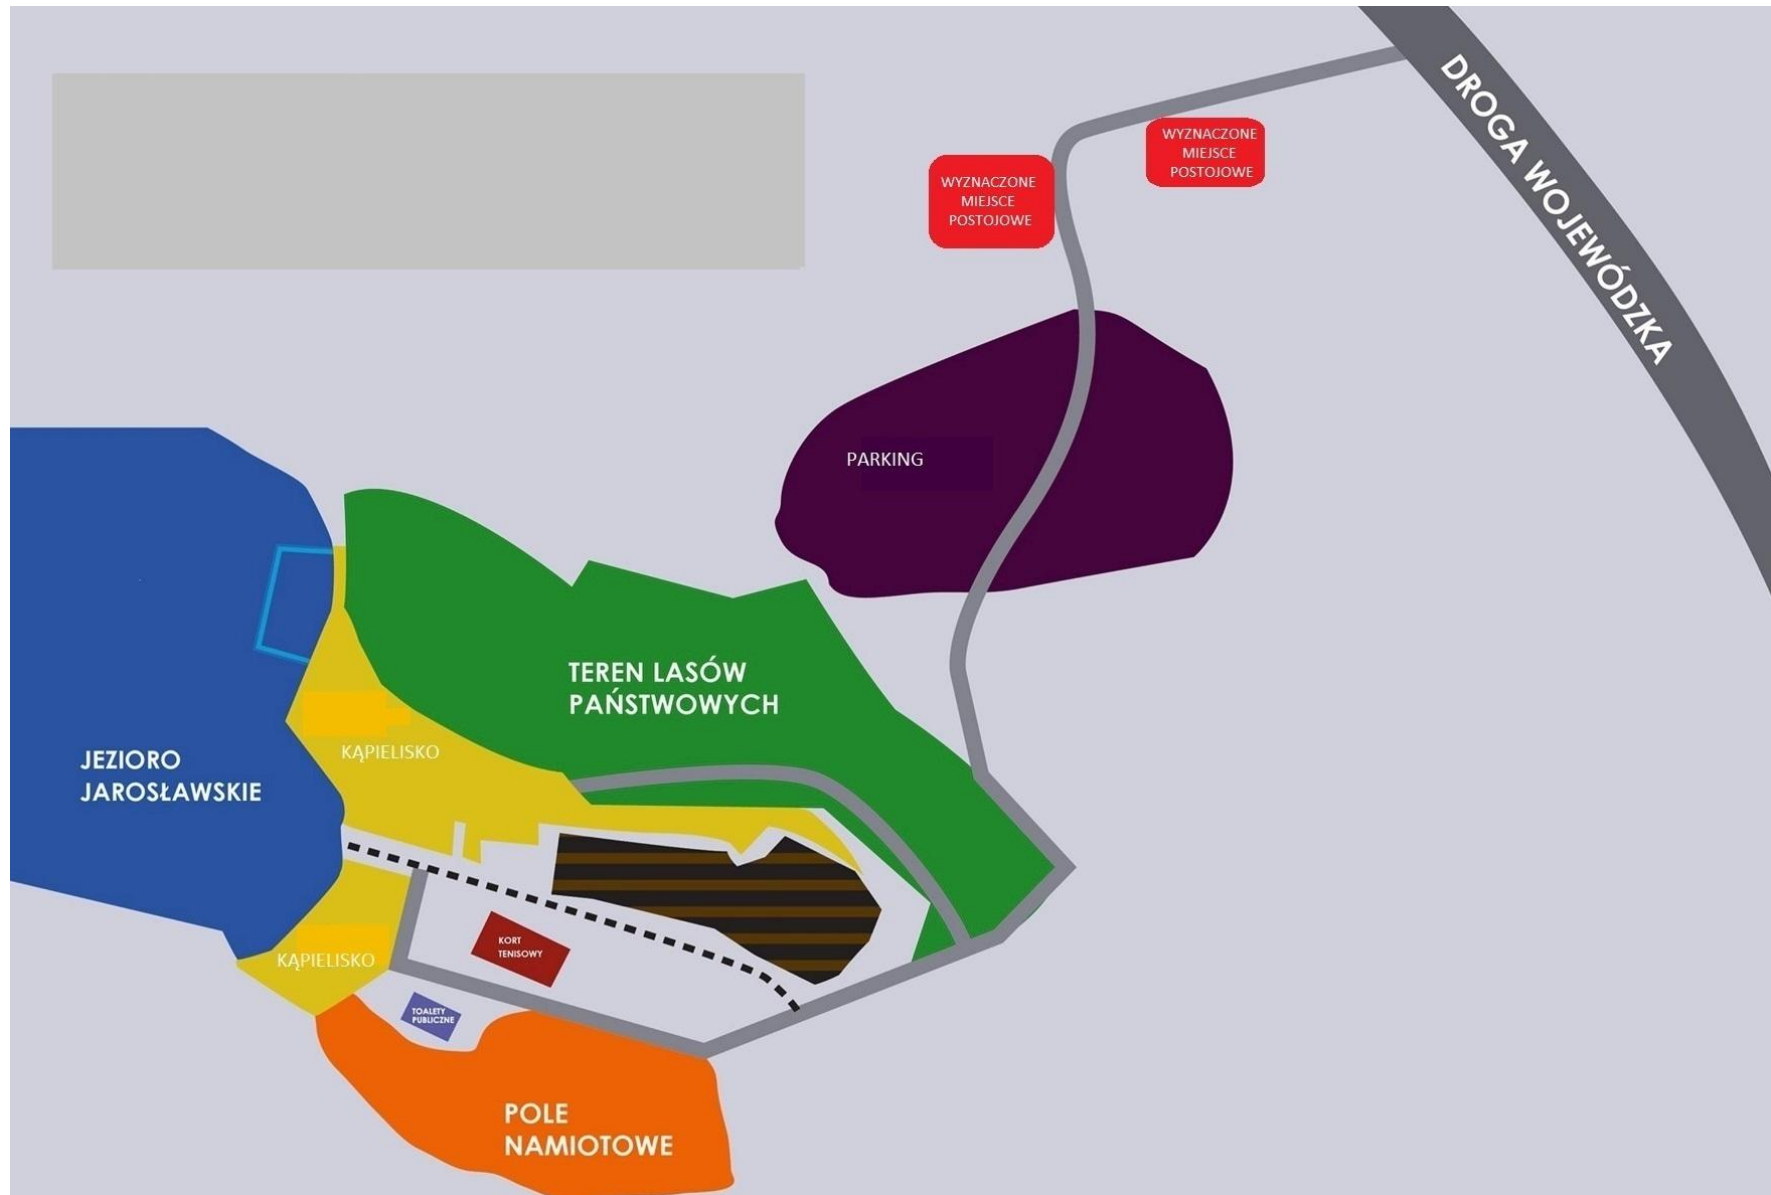 DROGA WOJEWÓDZKA
WYZNACZONE
MIEJSCE
POSTOJOWE
WYZNACZONE
MIEJSCE
POSTOJOWE
PARKING
TEREN LASÓW
PAŃSTWOWYCH
KĄPIELISKO
JEZIORO
JAROSŁAWSKIE
KORT
TENISOWY
KĄPIELISKO
TOALETY
PUBLICZNE
POLE
NAMIOTOWE